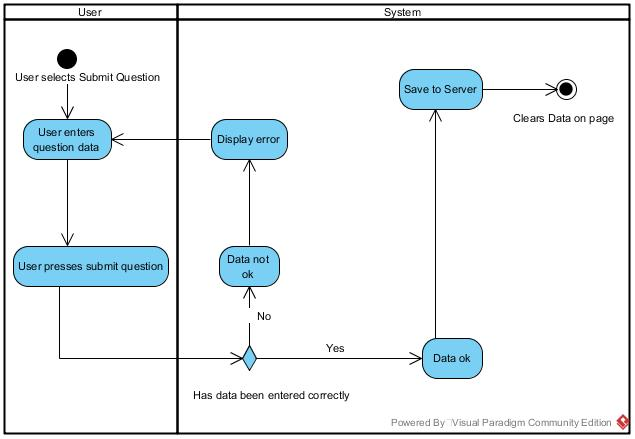 User
System
User selects Submit Question
User enters
question data
User presses submit question
Display error
Data not
ok
No
Yes
Has data been entered correctly
Data ok
Save to Server
Clears Data on page
Powered By Visual Paradigm Community Edition